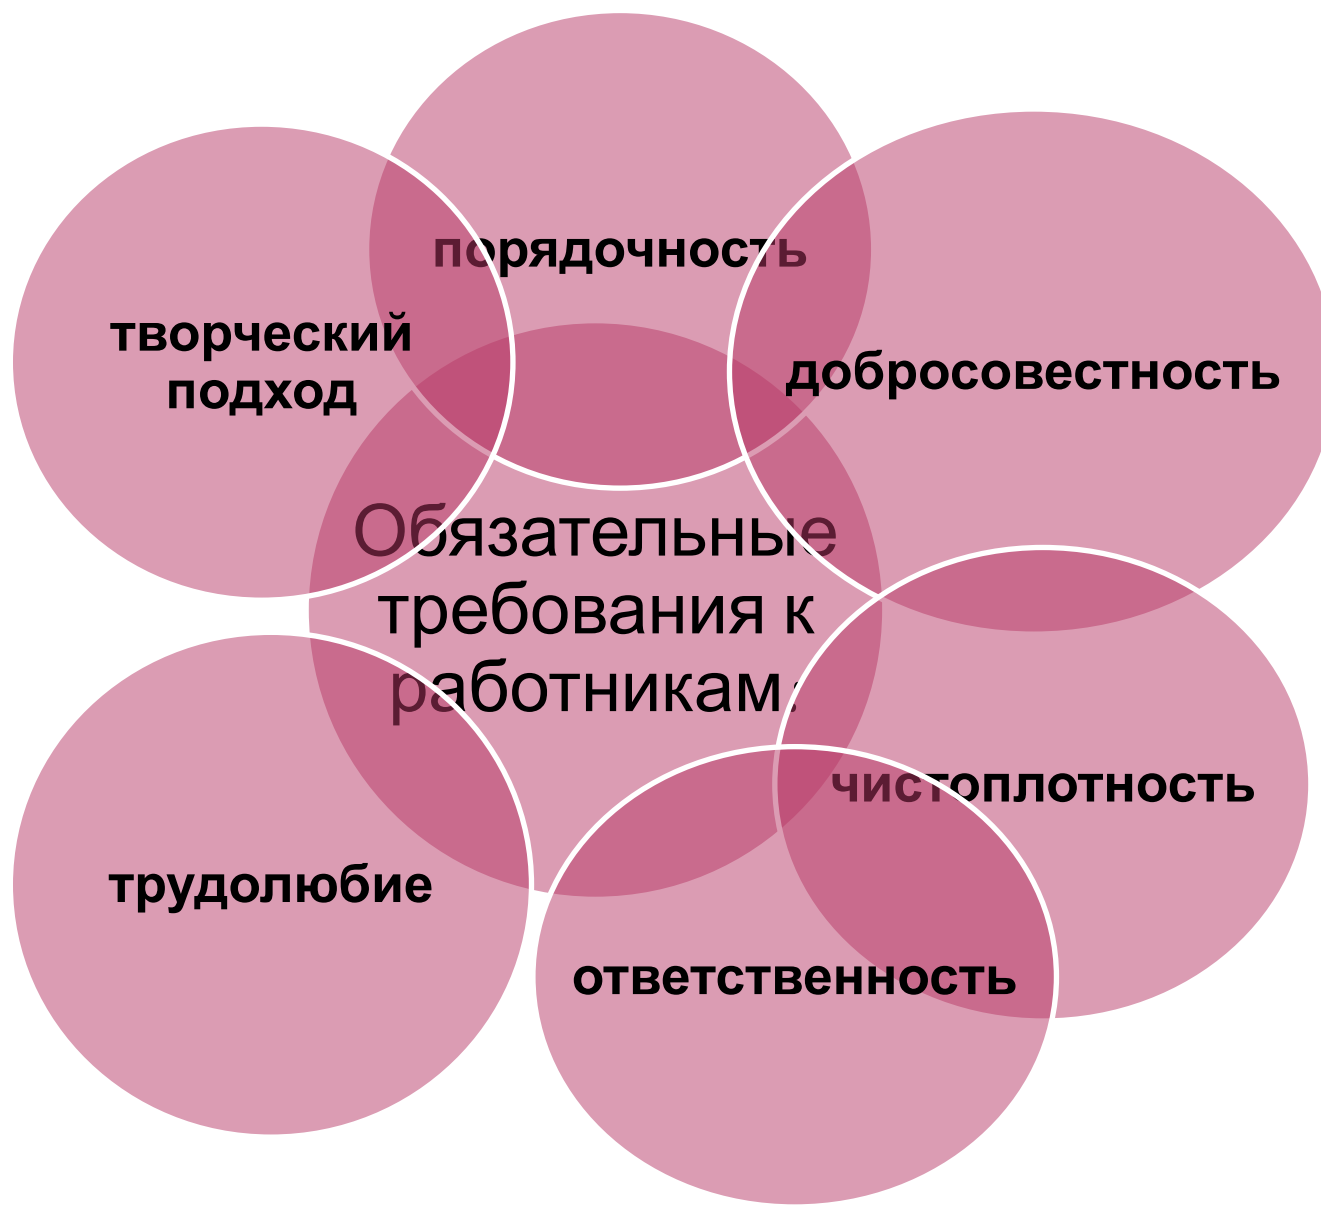 порядочность
творческий
подход
добросовестность
Обязательные
требования к
работникам:
чистоплотность
трудолюбие
ответственность